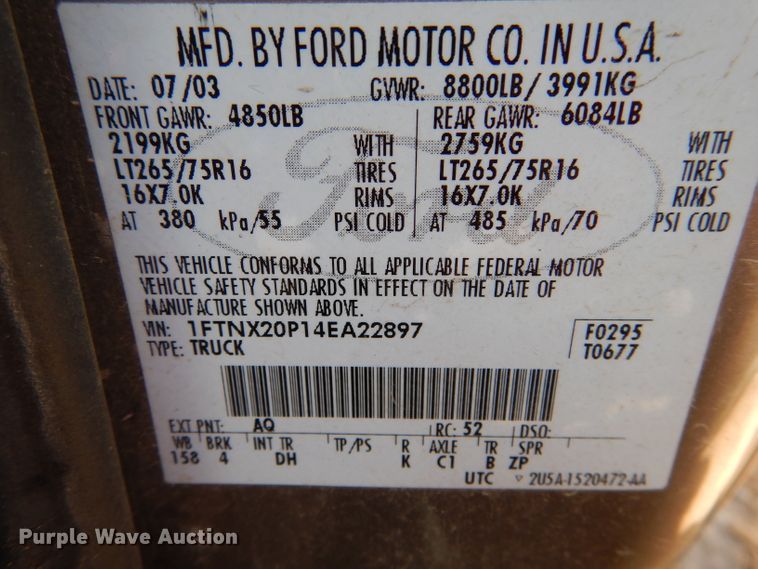 MFD. BY FORD MOTOR CO. IN U.S.A.
DATE: 07/03 GVWR: 8800LB/ 3991KG
FRONT GAWR: 4850LB REAR GAWR: 6084LB
2199KG WITH 2759KG WITH
LT265/75R16 TIRES LT265/75R16 TIRES
16X7.0K RIMS 16X7.0K RIMS
AT 380 kPa/55 PSI COLD AT 485 kPa/70 PSI COLD
Ford
THIS VEHICLE CONFORMS TO ALL APPLICABLE FEDERAL MOTOR
VEHICLE SAFETY STANDARDS IN EFFECT ON THE DATE OF
MANUFACTURE SHOWN ABOVE.
VIN: 1FTNX20P14EA22897 F0295
TYPE: TRUCK T0677
EXT PNT: AQ RC: 52 DSO:
WB BRK INT TR TP/PS R AXLE TR SPR
158 4 DH K C1 B ZP
UTC ▽ 2U5A-1520472-AA
Purple Wave Auction